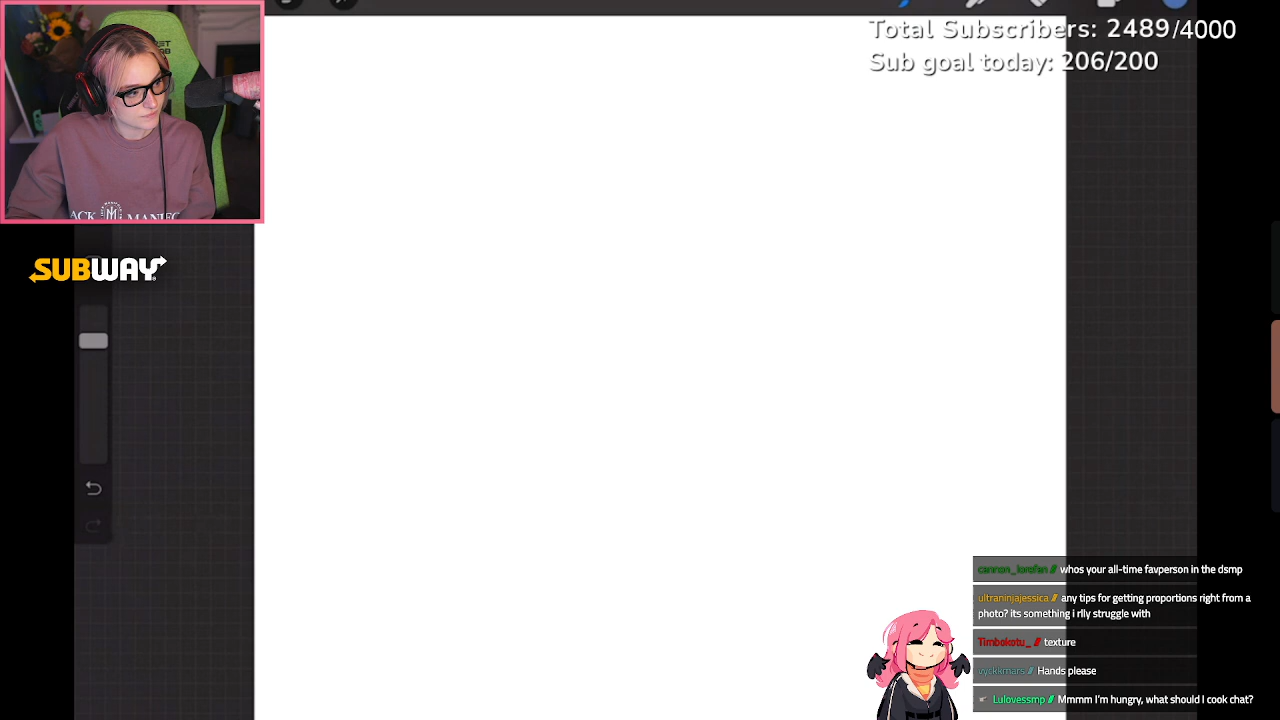 Total Subscribers: 2489/4000
Sub goal today: 206/200
SUBWAY
cannon_lorofan // whos your all-time favperson in the dsmp
ultraninjajessica // any tips for getting proportions right from a
photo? its something i rlly struggle with
Timbokotu_ // texture
vyckkmars // Hands please
Lulovessmp // Mmmm I'm hungry, what should I cook chat?